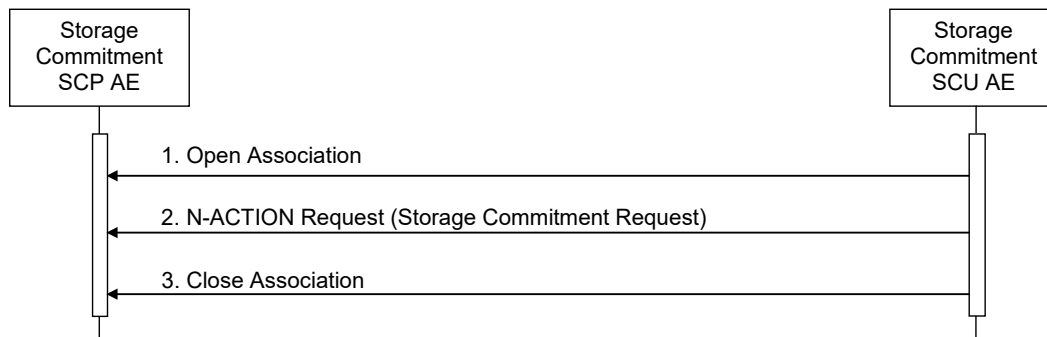 Storage
Commitment
SCP AE
Storage
Commitment
SCU AE
1. Open Association
2. N-ACTION Request (Storage Commitment Request)
3. Close Association